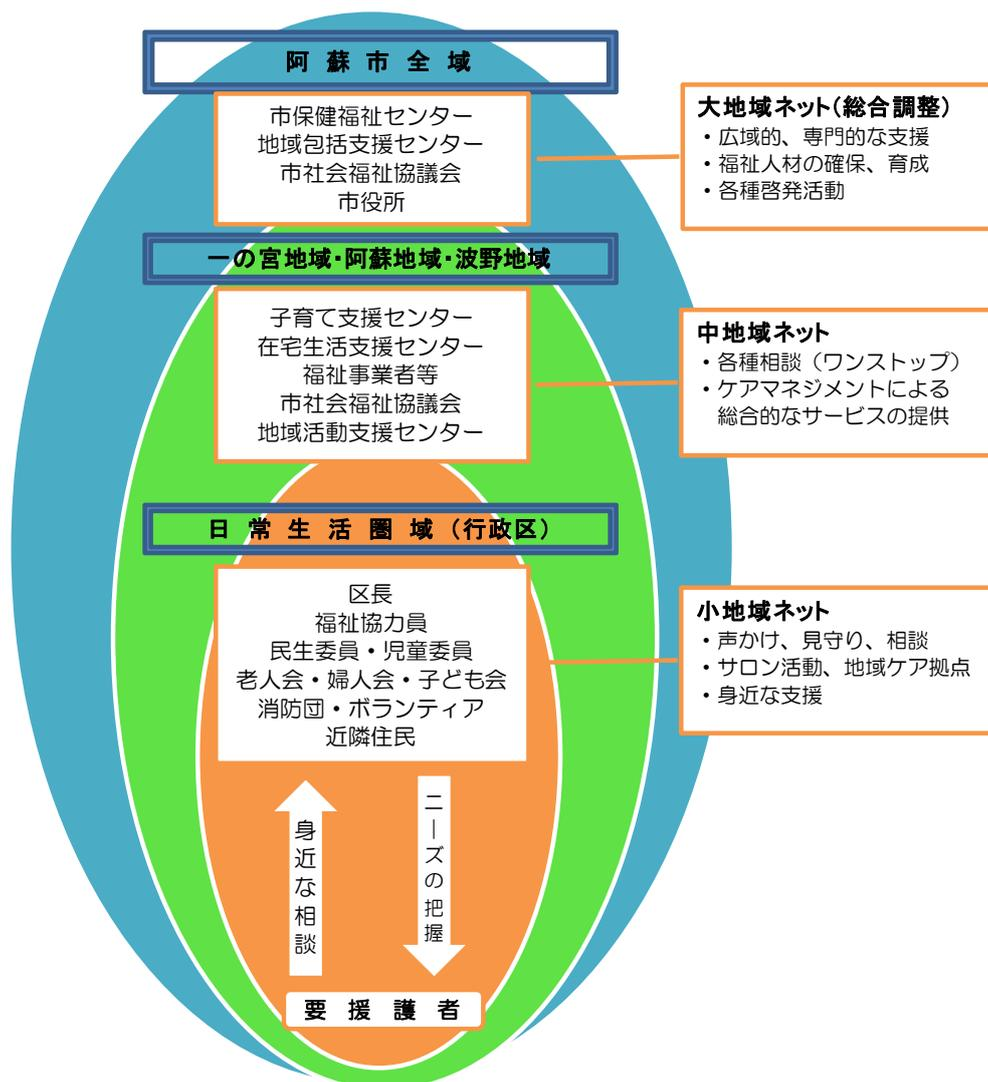 阿蘇市全域
市保健福祉センター
地域包括支援センター
市社会福祉協議会
市役所
大地域ネット(総合調整)
・広域的、専門的な支援
・福祉人材の確保、育成
・各種啓発活動
一の宮地域・阿蘇地域・波野地域
子育て支援センター
在宅生活支援センター
福祉事業者等
市社会福祉協議会
地域活動支援センター
中地域ネット
・各種相談（ワンストップ）
・ケアマネジメントによる
総合的なサービスの提供
日常生活圏域（行政区）
区長
福祉協力員
民生委員・児童委員
老人会・婦人会・子ども会
消防団・ボランティア
近隣住民
小地域ネット
・声かけ、見守り、相談
・サロン活動、地域ケア拠点
・身近な支援
身近な相談
ニーズの把握
要援護者